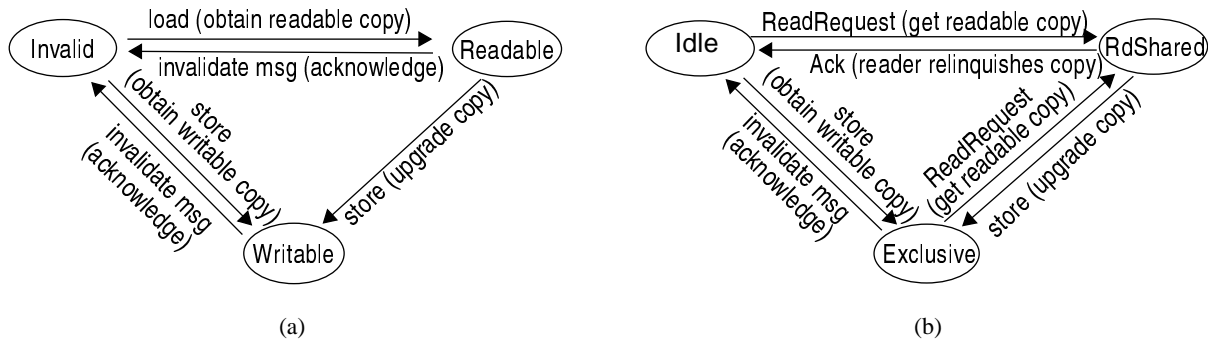 load (obtain readable copy)
Invalid
Readable
invalidate msg (acknowledge)
store
(obtain writable copy)
invalidate msg
(acknowledge)
store (upgrade copy)
Writable
(a)
ReadRequest (get readable copy)
Idle
RdShared
Ack (reader relinquishes copy)
store
(obtain writable copy)
invalidate msg
(acknowledge)
ReadRequest
(get readable copy)
store (upgrade copy)
Exclusive
(b)